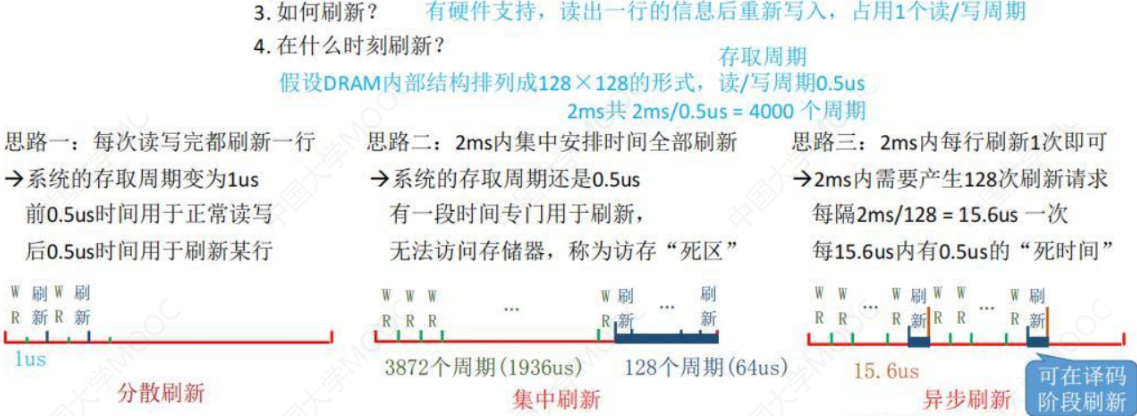 3. 如何刷新? 有硬件支持，读出一行的信息后重新写入，占用1个读/写周期
4. 在什么时刻刷新?
存取周期
假设DRAM内部结构排列成128×128的形式，读/写周期0.5us
2ms共 2ms/0.5us = 4000 个周期
思路一：每次读写完都刷新一行
→系统的存取周期变为1us
前0.5us时间用于正常读写
后0.5us时间用于刷新某行
W 刷 W 刷
R 新 R 新
1us
分散刷新
思路二：2ms内集中安排时间全部刷新
→系统的存取周期还是0.5us
有一段时间专门用于刷新，
无法访问存储器，称为访存“死区”
W W W ... W 刷 ... 刷
R R R R 新 新
3872个周期(1936us) 128个周期(64us)
集中刷新
思路三：2ms内每行刷新1次即可
→2ms内需要产生128次刷新请求
每隔2ms/128 = 15.6us 一次
每15.6us内有0.5us的“死时间”
W W ... W 刷 W W ... W 刷
R R R 新 R R R 新
15.6us
异步刷新
可在译码
阶段刷新
中国大学MOOC